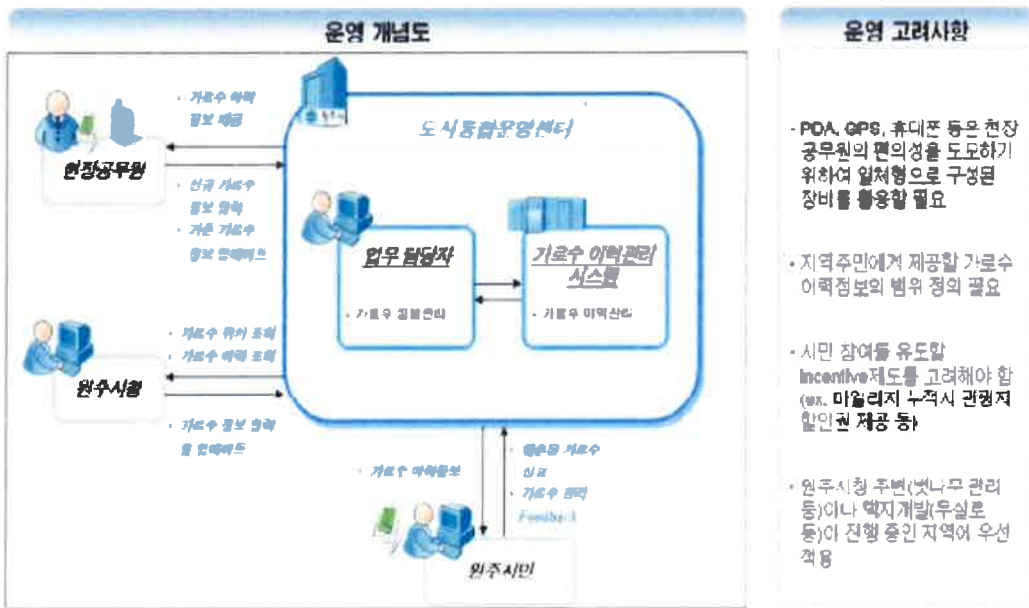 운영 개념도
운영 고려사항
· 가로수 이력
정보 제공
현장공무원
· 신규 가로수
정보 입력
· 기존 가로수
정보 업데이트
도시통합운영센터
업무 담당자
· 가로수 정보관리
가로수 이력관리
시스템
· 가로수 이력관리
· 가로수 위치 조회
· 가로수 이력 조회
원주시청
· 가로수 정보 입력
및 업데이트
· 가로수 이력정보
가로수
신고
· 가로수 관리
Feedback
원주시민
· PDA, GPS, 휴대폰 등은 현장
공무원의 편의성을 도모하기
위하여 일체형으로 구성된
장비를 활용할 필요
· 지역주민에게 제공할 가로수
이력정보의 범위 정의 필요
· 시민 참여를 유도할
Incentive제도를 고려해야 함
(ex. 마일리지 누적시 관광지
할인권 제공 등)
· 원주시청 주변(벚나무 관리
등)이나 택지개발(무실로
등)이 진행 중인 지역에 우선
적용